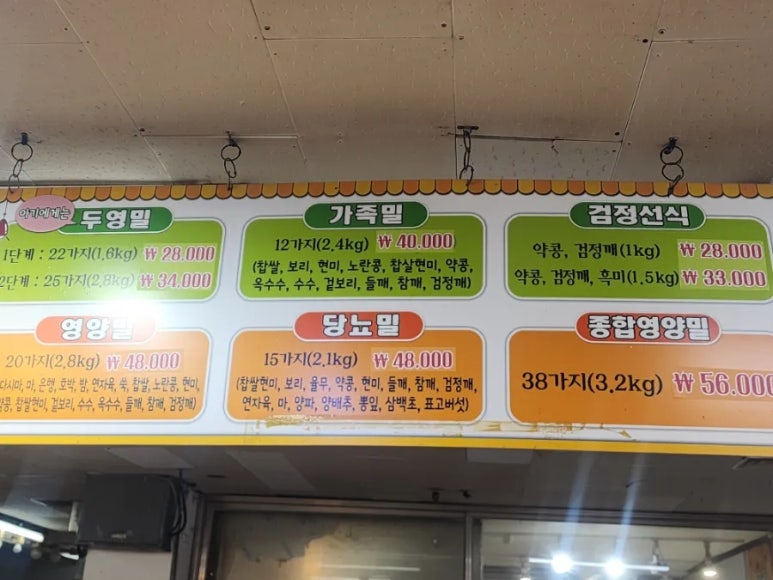 아기에게는
두영밀
1단계 : 22가지(1,6kg) ₩ 28.000
2단계 : 25가지(2,8kg) ₩ 34.000
가족밀
12가지(2,4kg) ₩ 40.000
(찹쌀, 보리, 현미, 노란콩, 찹살현미, 약콩,
옥수수, 수수, 겉보리, 들깨, 참깨, 검정깨)
검정선식
약콩, 검정깨(1kg) ₩ 28.000
약콩, 검정깨, 흑미(1.5kg) ₩ 33.000
영양밀
20가지(2,8kg) ₩ 48.000
다시마, 마, 은행, 호박, 밤, 연자육, 쑥, 찹쌀, 노란콩, 현미,
약콩, 찹쌀현미, 겉보리, 수수, 옥수수, 들깨, 참깨, 검정깨)
당뇨밀
15가지(2,1kg) ₩ 48.000
(찹쌀현미, 보리, 율무, 약콩, 현미, 들깨, 참깨, 검정깨,
연자육, 마, 양파, 양배추, 뽕잎, 삼백초, 표고버섯)
종합영양밀
38가지(3.2kg) ₩ 56.000